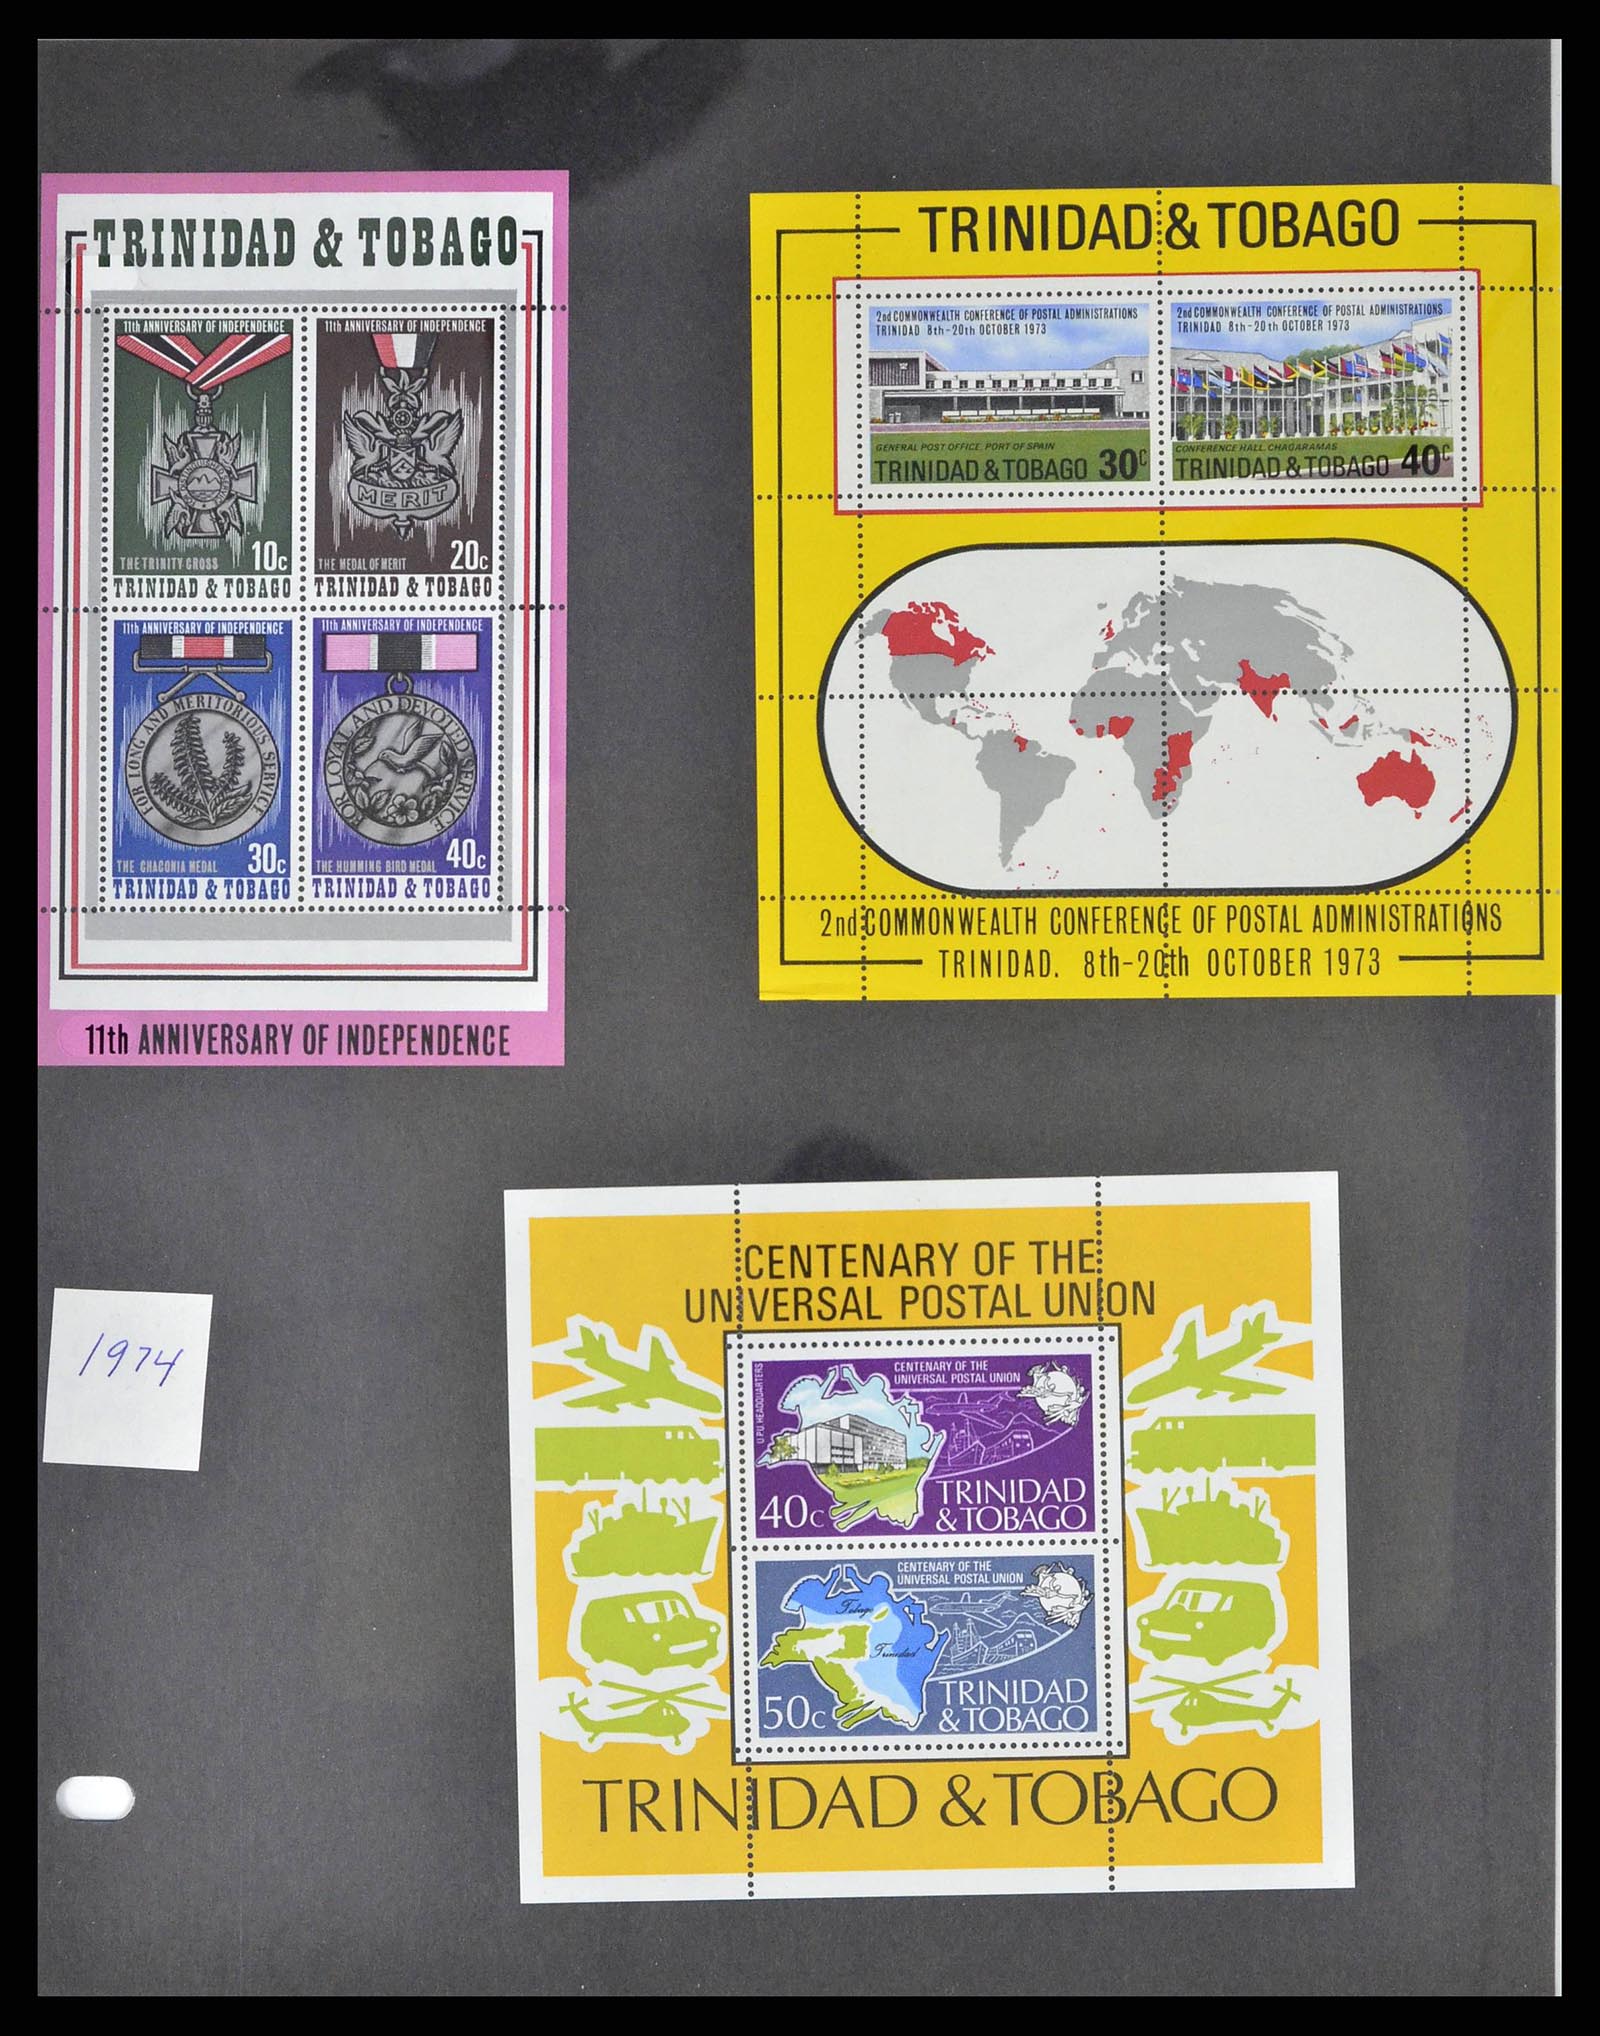 TRINIDAD & TOBAGO
11th ANNIVERSARY OF INDEPENDENCE
THE TRINITY CROSS
10c
TRINIDAD & TOBAGO
11th ANNIVERSARY OF INDEPENDENCE
MERIT
THE MEDAL OF MERIT
20c
TRINIDAD & TOBAGO
11th ANNIVERSARY OF INDEPENDENCE
FOR LONG AND MERITORIOUS SERVICE
THE CHACONIA MEDAL
30c
TRINIDAD & TOBAGO
11th ANNIVERSARY OF INDEPENDENCE
FOR LOYAL AND DEVOTED SERVICE
THE HUMMING BIRD MEDAL
40c
TRINIDAD & TOBAGO
11th ANNIVERSARY OF INDEPENDENCE
TRINIDAD & TOBAGO
2nd COMMONWEALTH CONFERENCE OF POSTAL ADMINISTRATIONS
TRINIDAD 8th-20th OCTOBER 1973
GENERAL POST OFFICE, PORT OF SPAIN
TRINIDAD & TOBAGO 30c
2nd COMMONWEALTH CONFERENCE OF POSTAL ADMINISTRATIONS
TRINIDAD 8th-20th OCTOBER 1973
CONFERENCE HALL, CHAGARAMAS
TRINIDAD & TOBAGO 40c
2nd COMMONWEALTH CONFERENCE OF POSTAL ADMINISTRATIONS
TRINIDAD. 8th-20th OCTOBER 1973
1974
CENTENARY OF THE
UNIVERSAL POSTAL UNION
U.P.U. HEADQUARTERS
CENTENARY OF THE
UNIVERSAL POSTAL UNION
40c
TRINIDAD
& TOBAGO
CENTENARY OF THE
UNIVERSAL POSTAL UNION
Tobago
Trinidad
50c
TRINIDAD
& TOBAGO
TRINIDAD & TOBAGO